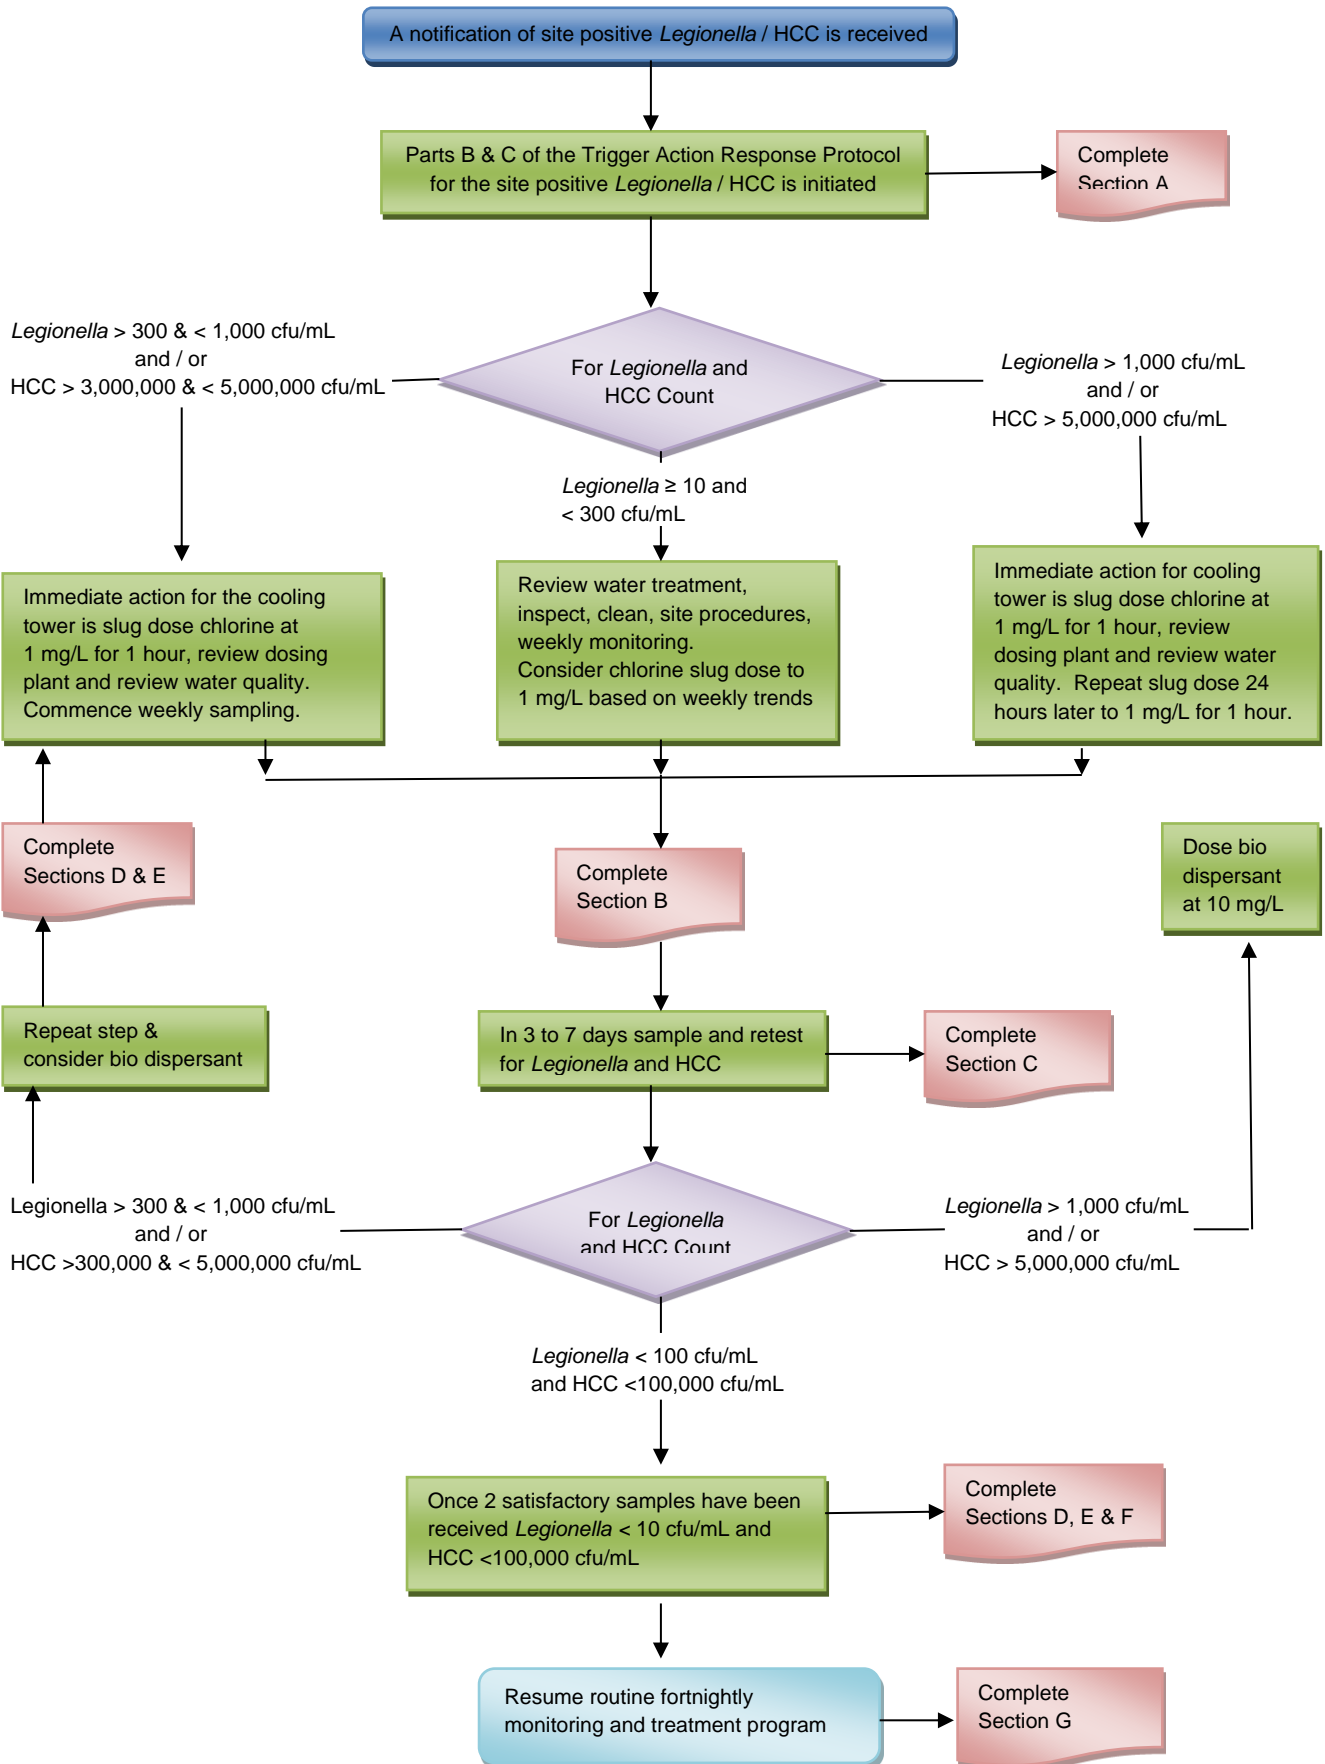 A notification of site positive Legionella / HCC is received
Parts B & C of the Trigger Action Response Protocol
for the site positive Legionella / HCC is initiated
Complete
Section A
Legionella > 300 & < 1,000 cfu/mL
and / or
HCC > 3,000,000 & < 5,000,000 cfu/mL
For Legionella and
HCC Count
Legionella > 1,000 cfu/mL
and / or
HCC > 5,000,000 cfu/mL
Legionella ≥ 10 and
< 300 cfu/mL
Immediate action for the cooling
tower is slug dose chlorine at
1 mg/L for 1 hour, review dosing
plant and review water quality.
Commence weekly sampling.
Review water treatment,
inspect, clean, site procedures,
weekly monitoring.
Consider chlorine slug dose to
1 mg/L based on weekly trends
Immediate action for cooling
tower is slug dose chlorine at
1 mg/L for 1 hour, review
dosing plant and review water
quality.  Repeat slug dose 24
hours later to 1 mg/L for 1 hour.
Complete
Sections D & E
Complete
Section B
Dose bio
dispersant
at 10 mg/L
Repeat step &
consider bio dispersant
In 3 to 7 days sample and retest
for Legionella and HCC
Complete
Section C
Legionella > 300 & < 1,000 cfu/mL
and / or
HCC >300,000 & < 5,000,000 cfu/mL
For Legionella
and HCC Count
Legionella > 1,000 cfu/mL
and / or
HCC > 5,000,000 cfu/mL
Legionella < 100 cfu/mL
and HCC <100,000 cfu/mL
Once 2 satisfactory samples have been
received Legionella < 10 cfu/mL and
HCC <100,000 cfu/mL
Complete
Sections D, E & F
Resume routine fortnightly
monitoring and treatment program
Complete
Section G